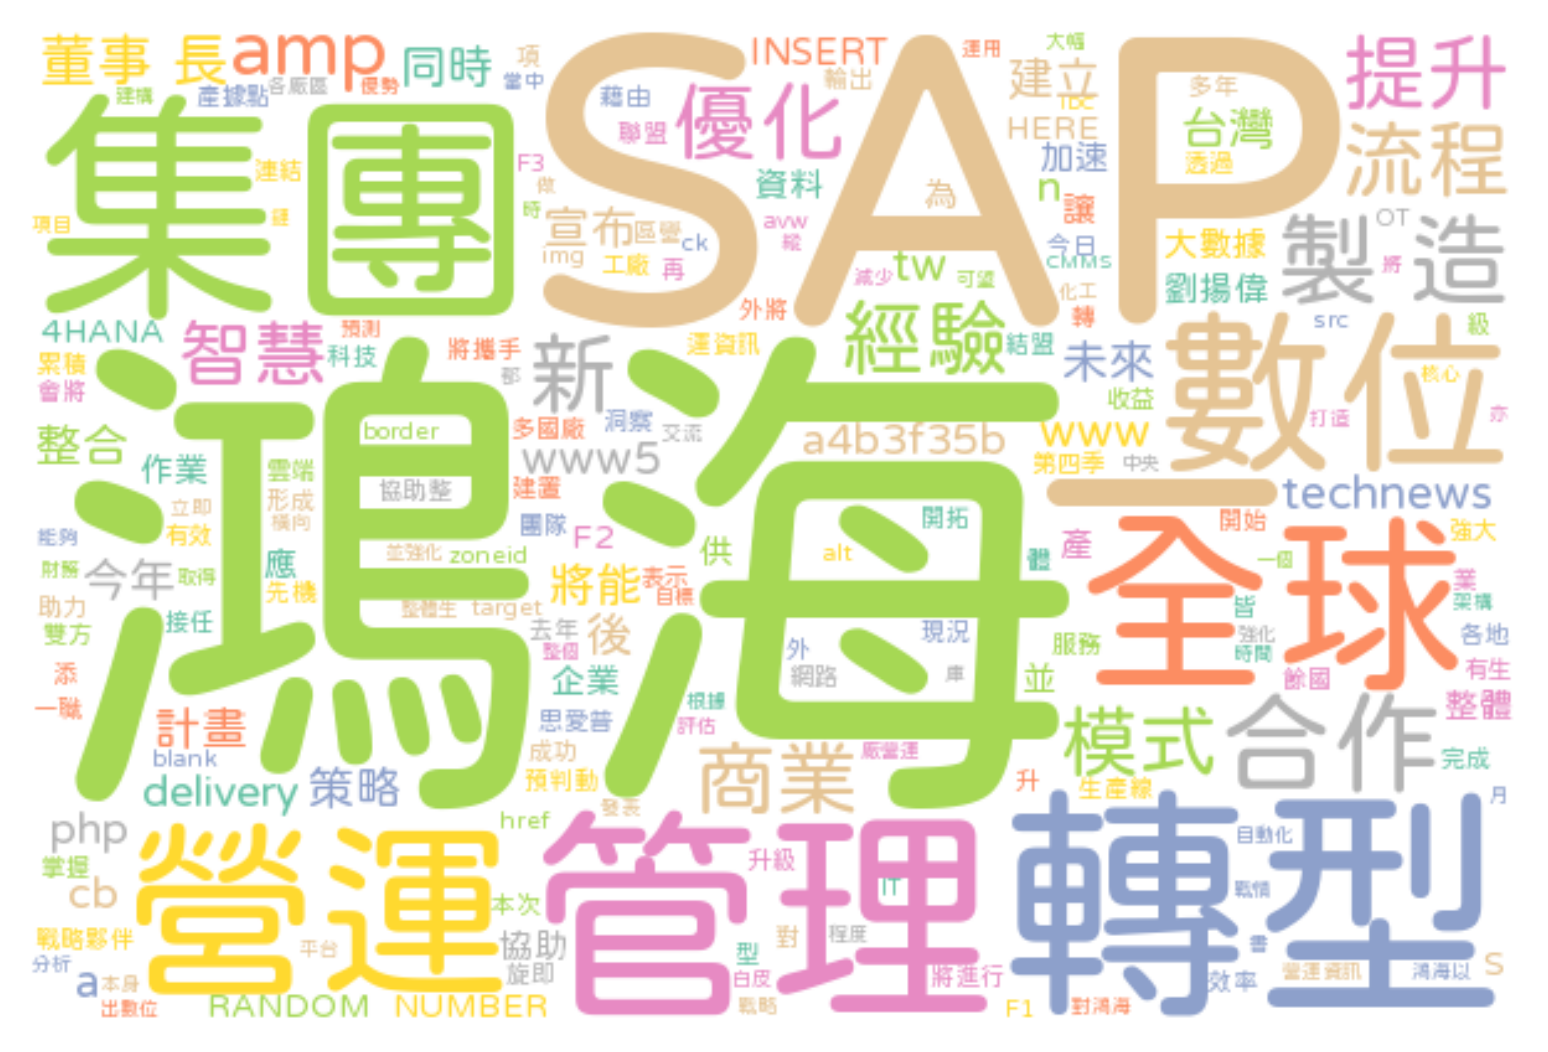 董事長 amp 同時 項 當中 INSERT 運用 大幅 提升
建構 產據點 各廠區 優勢 藉由 輸出 建立 多年
集團 SAP 優化 聯盟 HERE TDC 台灣 流程
連結 F3 做 資料 為 加速 透過 n 讓
項目 鏈 時 宣布 區塊 ck avw 縱 今日 大數據 OT 製造
img 工廠 再 減少 tw 可望 CMMS 將
4HANA 智慧 預測 外將 化工 轉 劉揚偉 src 級
累積 科技 將攜手 新 運資訊 經驗 結盟 未來 數位
會將 部 核心
鴻海 收益 打造 亦
整合 border 多國廠 洞察 交流 a4b3f35b www
作業 雲端 www5 第四季 中央
立即 形成 協助整 建置 一 technews
能夠 有效 橫向 團隊 F2 開拓 開始 強大
財務 今年 取得 應 並強化 zoneid 供 alt 體 產 全球 一個 業
助力 先機 整體生 target 將能 表示 目標 皆 架構
雙方 接任 去年 後 整個 外 現況 服務 強化 時間 各地
添 企業 網路 庫 並 餘國 有生
一職 計畫 思愛普 根據 評估 模式 合作 整體
blank 成功 商業 廠營運 完成
delivery 策略 預判動 升 生產線 月
php 發表 href
掌握 營運 管理 升級 轉型 自動化
cb 本次 IT 戰情
戰略夥伴 平台 協助 型 對 程度 書
分析 a 本身 旋即 白皮 將進行 效率 營運資訊 鴻海以 S
出數位 RANDOM NUMBER 戰略 F1 對鴻海